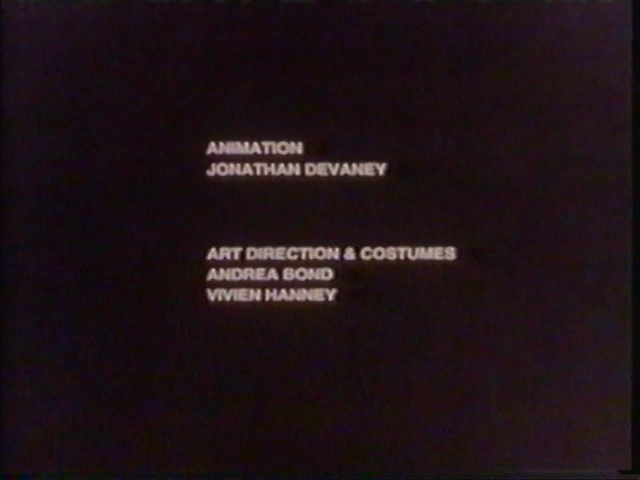 ANIMATION
JONATHAN DEVANEY
ART DIRECTION & COSTUMES
ANDREA BOND
VIVIEN HANNEY